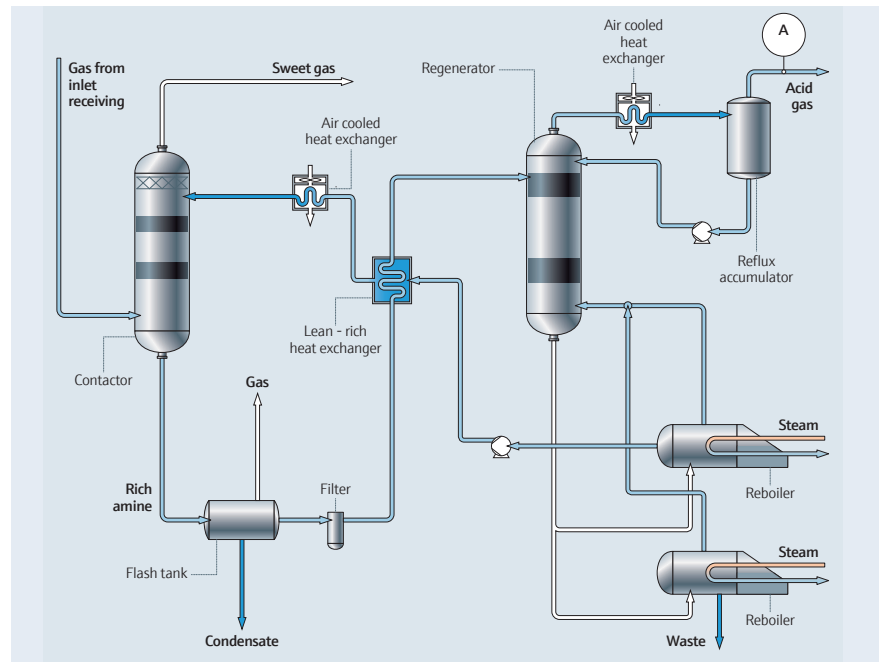 Gas from
inlet
receiving
Sweet gas
Air cooled
heat exchanger
Regenerator
Air cooled
heat
exchanger
A
Acid
gas
Reflux
accumulator
Lean - rich
heat exchanger
Contactor
Gas
Rich
amine
Filter
Flash tank
Condensate
Steam
Reboiler
Steam
Reboiler
Waste